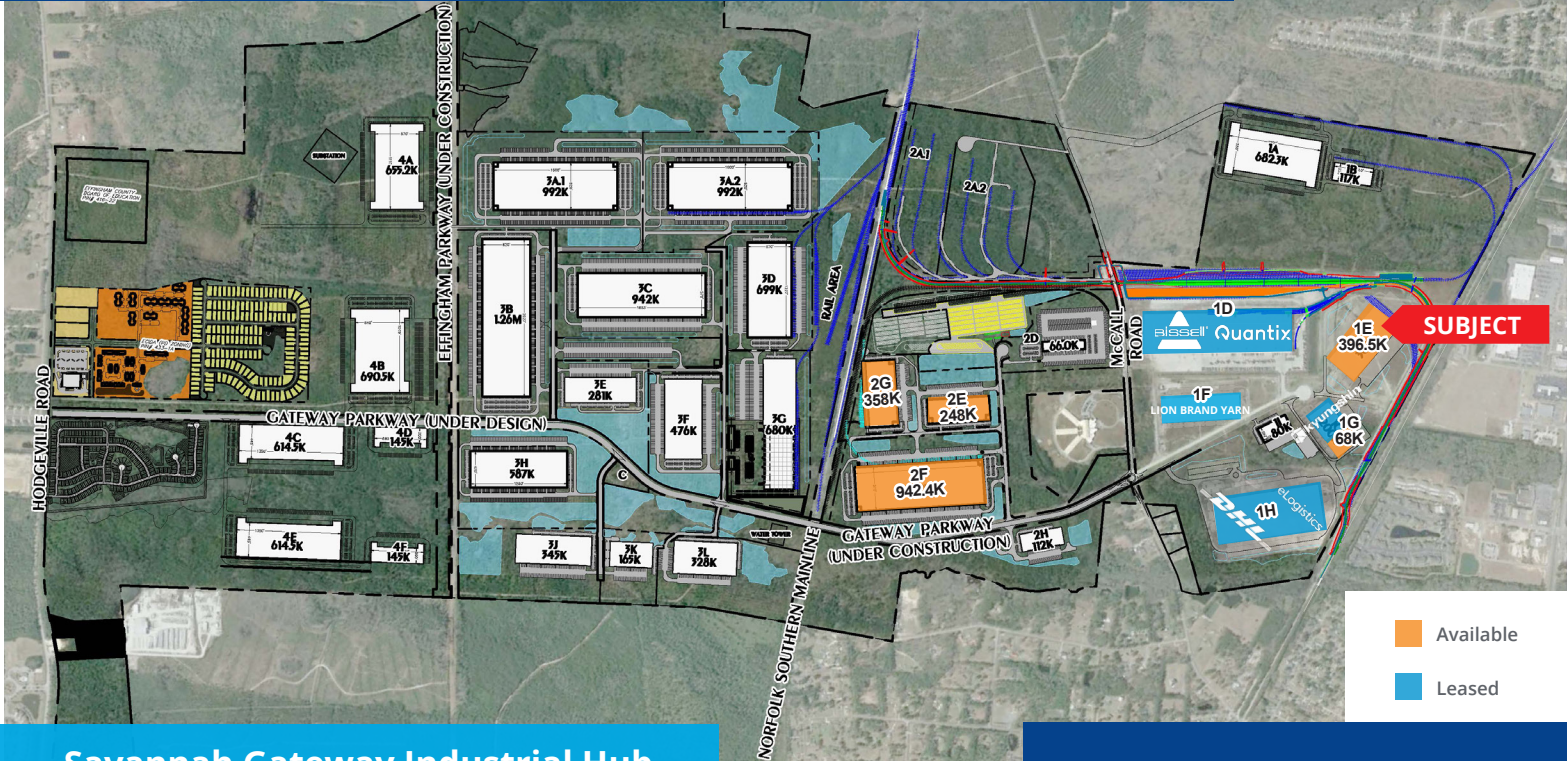 EFFINGHAM PARKWAY (UNDER CONSTRUCTION)
SUBSTATION
4A
655.2K
EFFINGHAM COUNTY
BOARD OF EDUCATION
3A.1
992K
3A.2
992K
2A.1
2A.2
1A
682.3K
1B
117K
3B
1.26M
3C
942K
3D
699K
RAIL AREA
4B
690.5K
HODGEVILLE ROAD
GATEWAY PARKWAY (UNDER DESIGN)
3E
281K
3F
476K
3G
680K
2G
358K
2E
248K
2D
66.0K
McCALL
ROAD
1D
BISSELL
Quantix
1E
396.5K
SUBJECT
1F
LION BRAND YARN
kyungshin
80K
1G
68K
4C
614.5K
4D
145K
3H
587K
C
2F
942.4K
1H
DHL
eLogistics
4E
614.5K
4F
145K
3J
345K
3K
165K
3L
328K
WATER TOWER
GATEWAY PARKWAY
(UNDER CONSTRUCTION)
2H
112K
NORFOLK SOUTHERN MAINLINE
Available
Leased
Savannah Gateway Industrial Hub